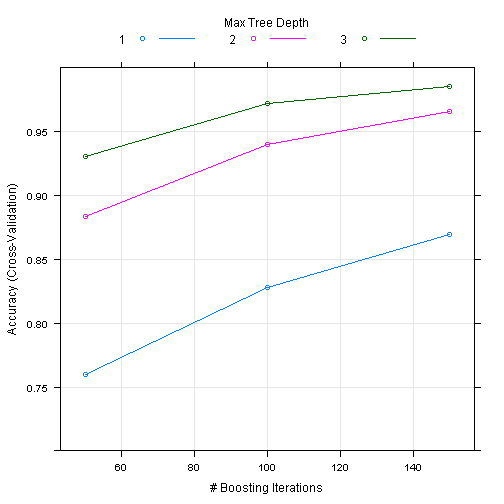 Max Tree Depth
1 2 3
0.95
0.90
0.85
0.80
0.75
Accuracy (Cross-Validation)
60 80 100 120 140
# Boosting Iterations